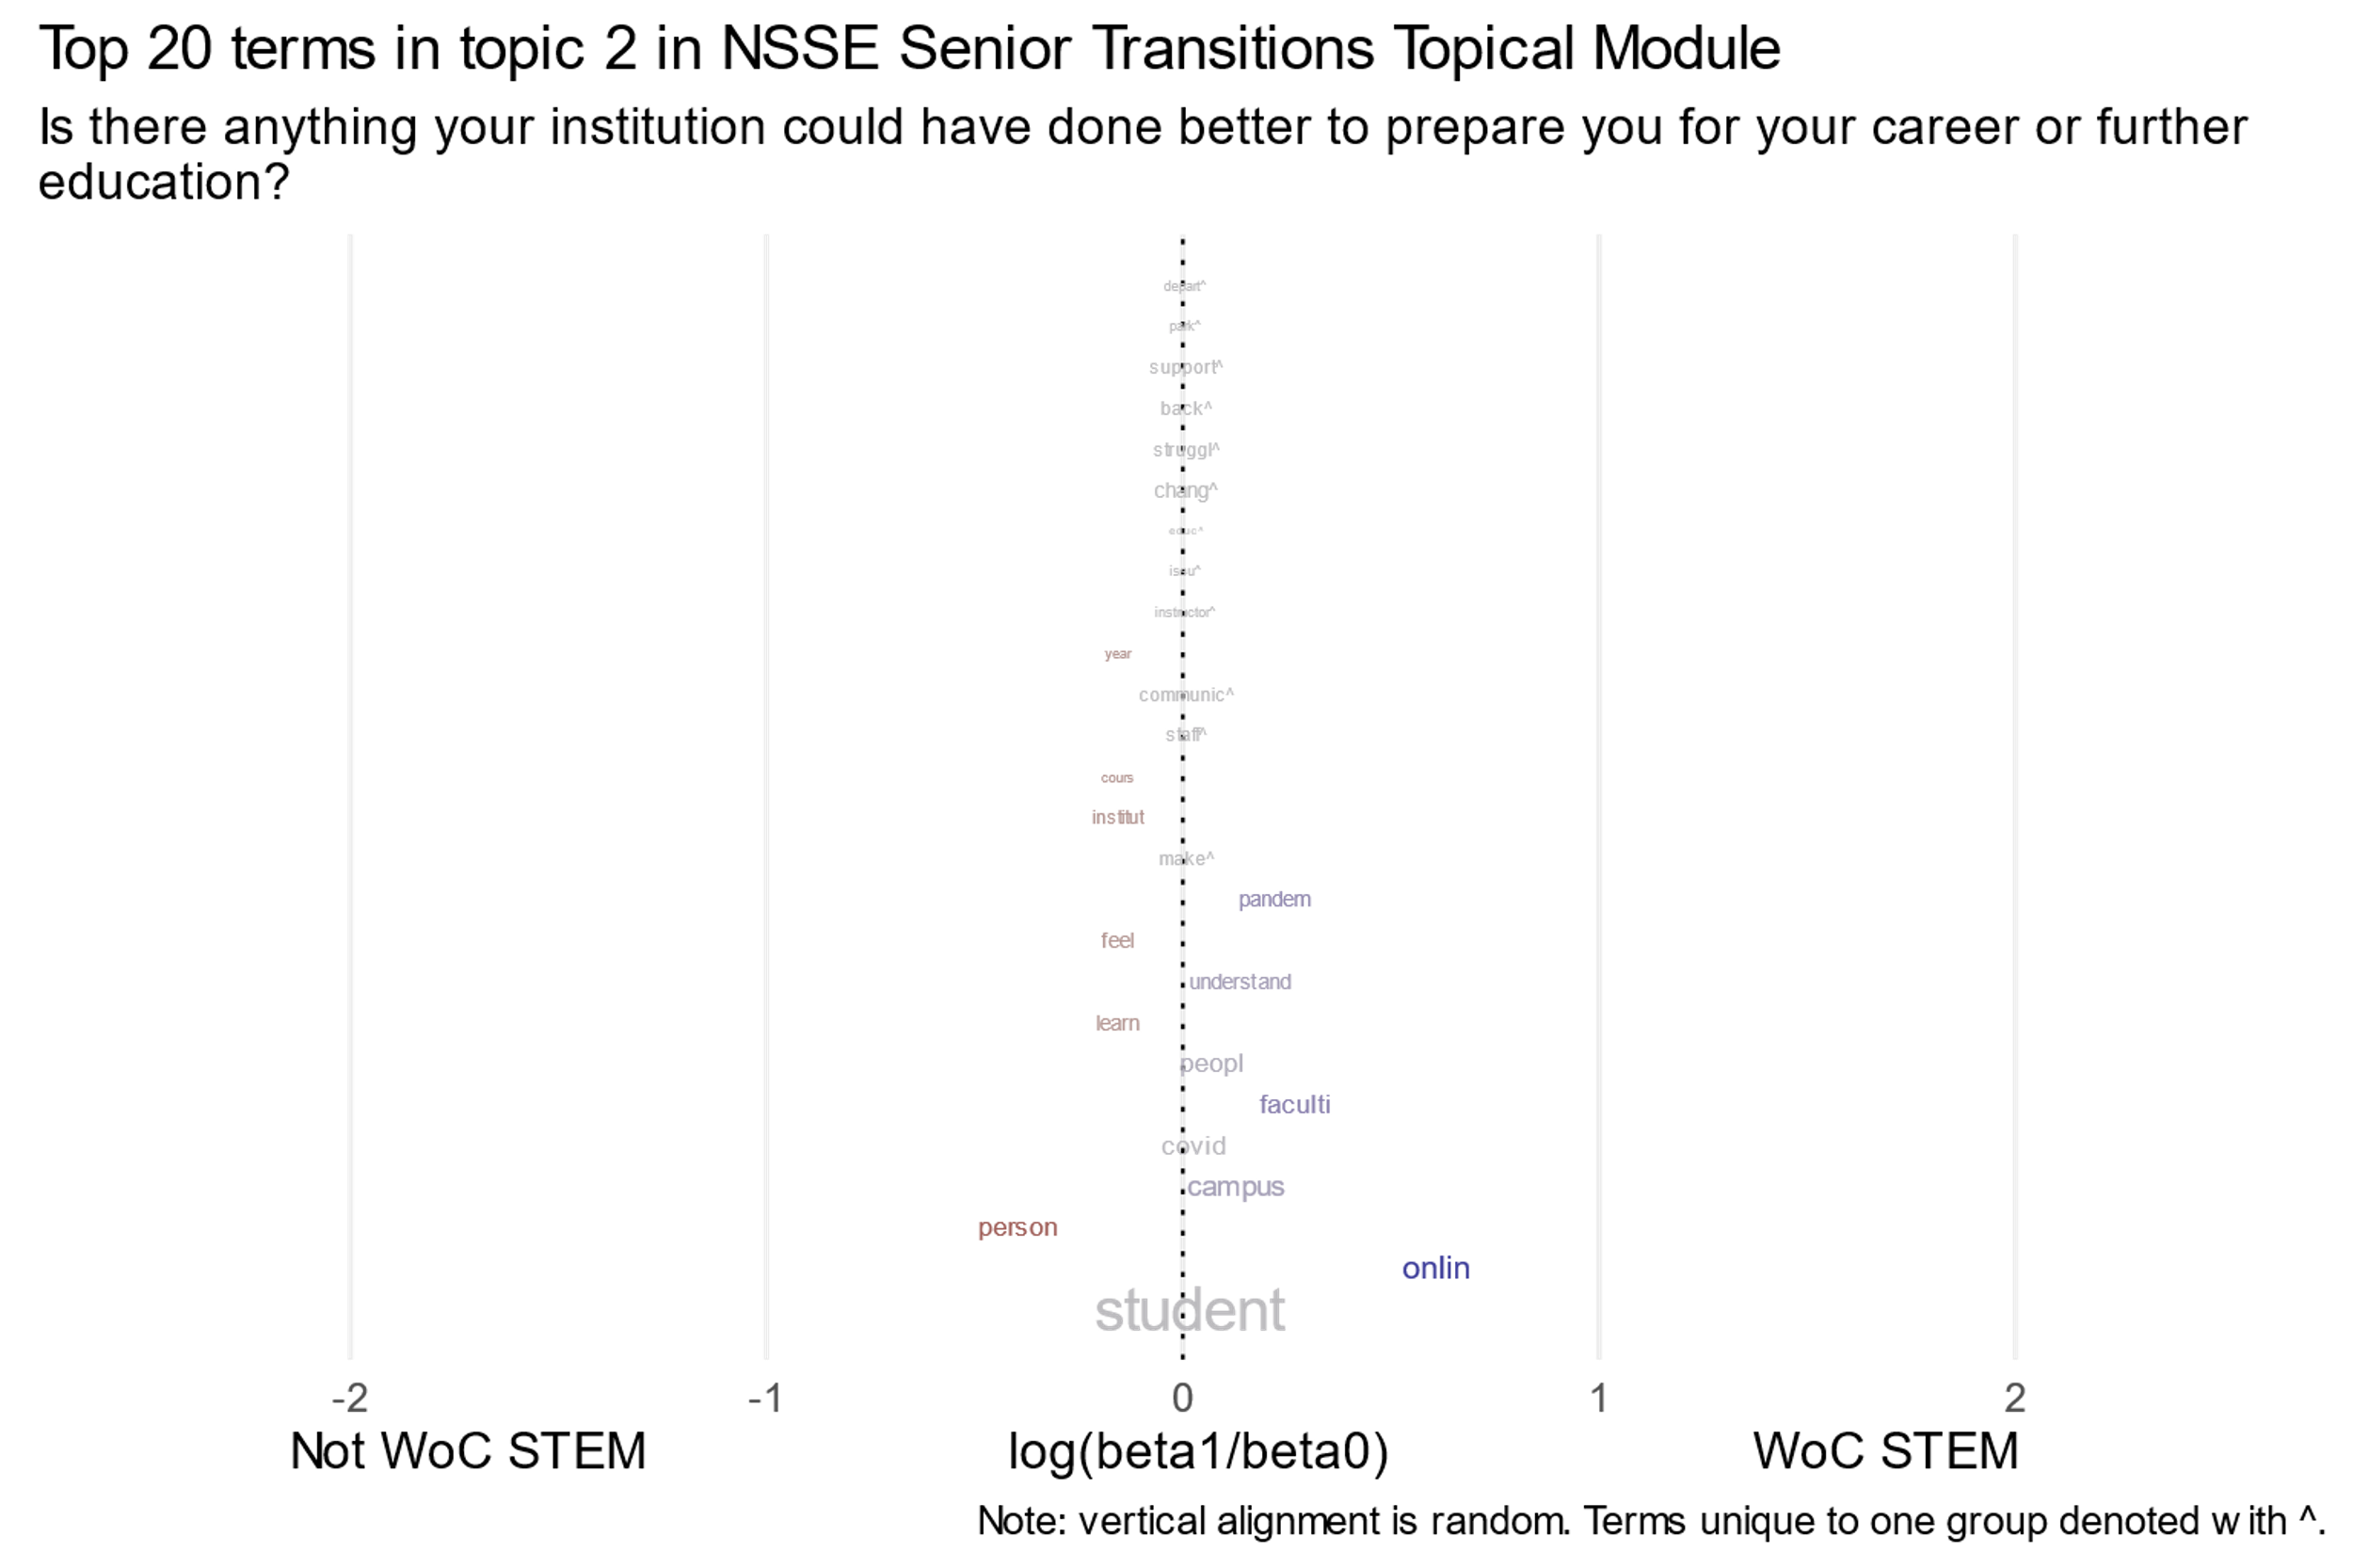 Top 20 terms in topic 2 in NSSE Senior Transitions Topical Module
Is there anything your institution could have done better to prepare you for your career or further
education?
depart^
park^
support^
back^
struggl^
chang^
educ^
issu^
instructor^
year
communic^
staff^
cours
institut
make^
pandem
feel
understand
learn
peopl
faculti
covid
campus
person
onlin
student
-2 -1 0 1 2
Not WoC STEM log(beta1/beta0) WoC STEM
Note: vertical alignment is random. Terms unique to one group denoted with ^.